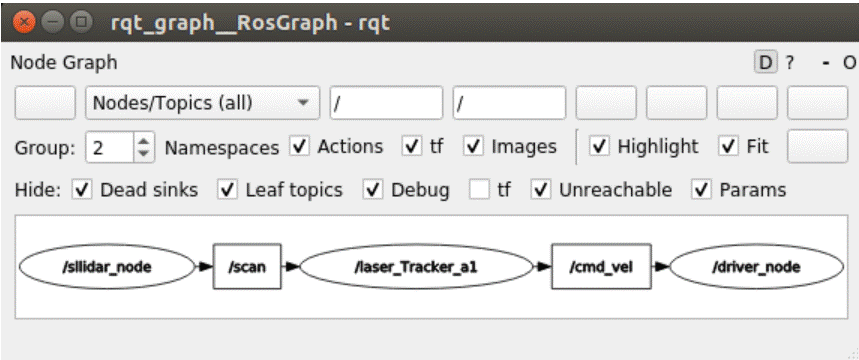 rqt_graph__RosGraph - rqt
Node Graph D ? - O
Nodes/Topics (all) / /
Group: 2 Namespaces Actions tf Images Highlight Fit
Hide: Dead sinks Leaf topics Debug tf Unreachable Params
/sllidar_node /scan /laser_Tracker_a1 /cmd_vel /driver_node